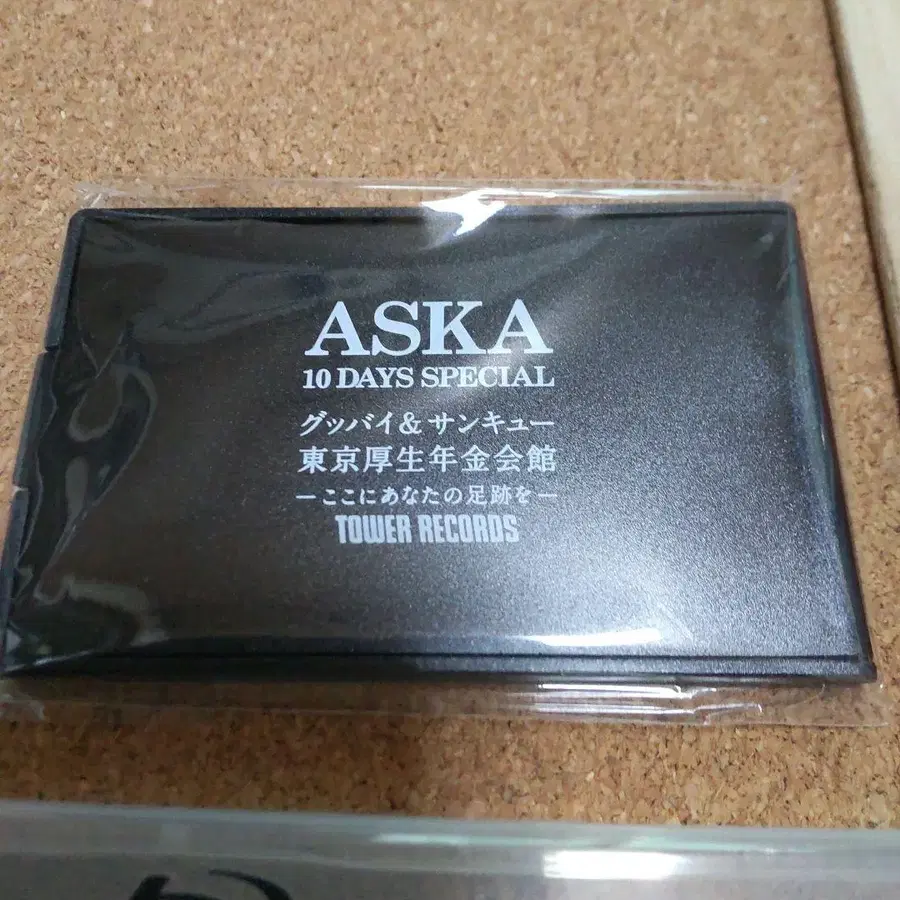 ASKA
10 DAYS SPECIAL
グッバイ&サンキュー
東京厚生年金会館
ーここにあなたの足跡をー
TOWER RECORDS